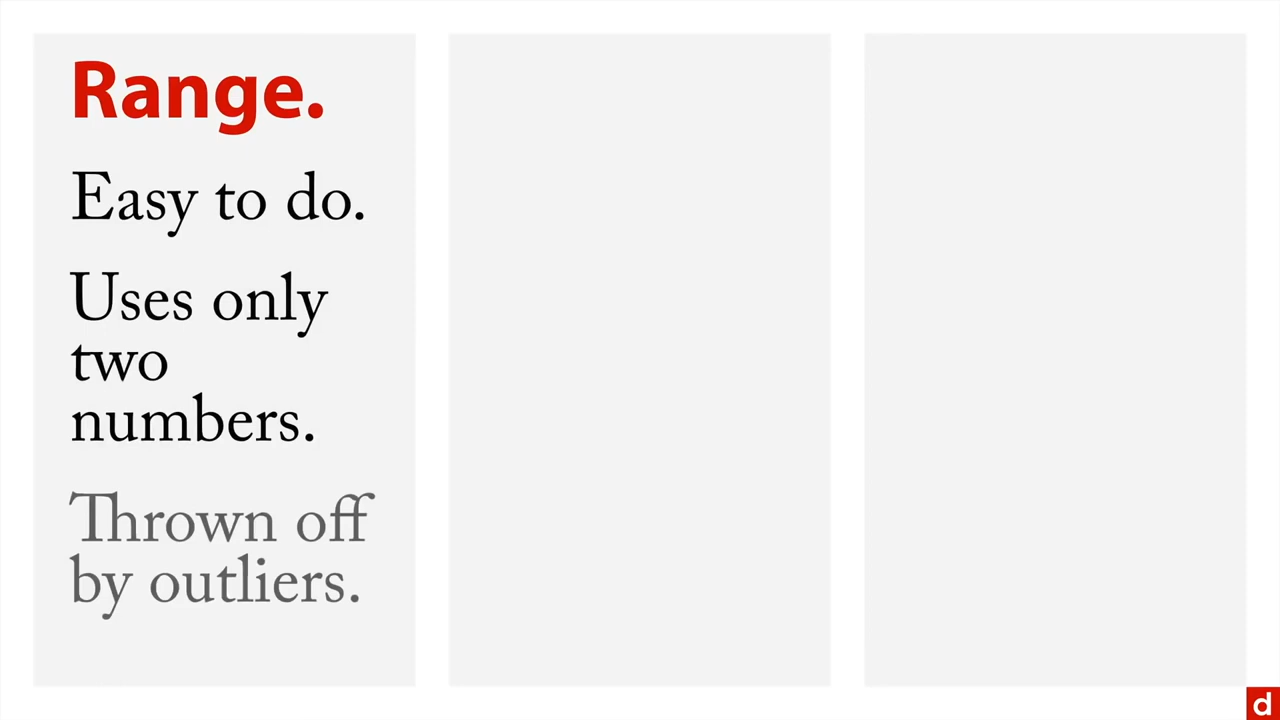 Range.
Easy to do.
Uses only
two
numbers.
Thrown off
by outliers.
d